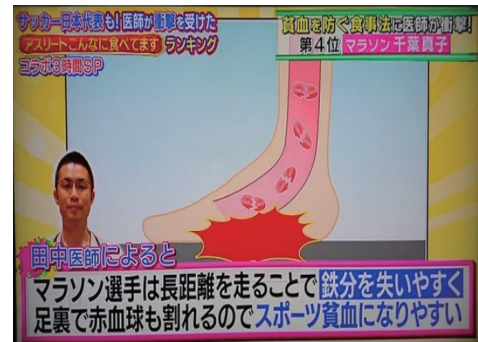 サッカー日本代表も!医師が衝撃を受けた
アスリートこんなに食べてます ランキング
コラボ3時間SP
貧血を防ぐ食事法に医師が衝撃!
第4位 マラソン 千葉真子
田中医師によると
マラソン選手は長距離を走ることで鉄分を失いやすく
足裏で赤血球も割れるのでスポーツ貧血になりやすい